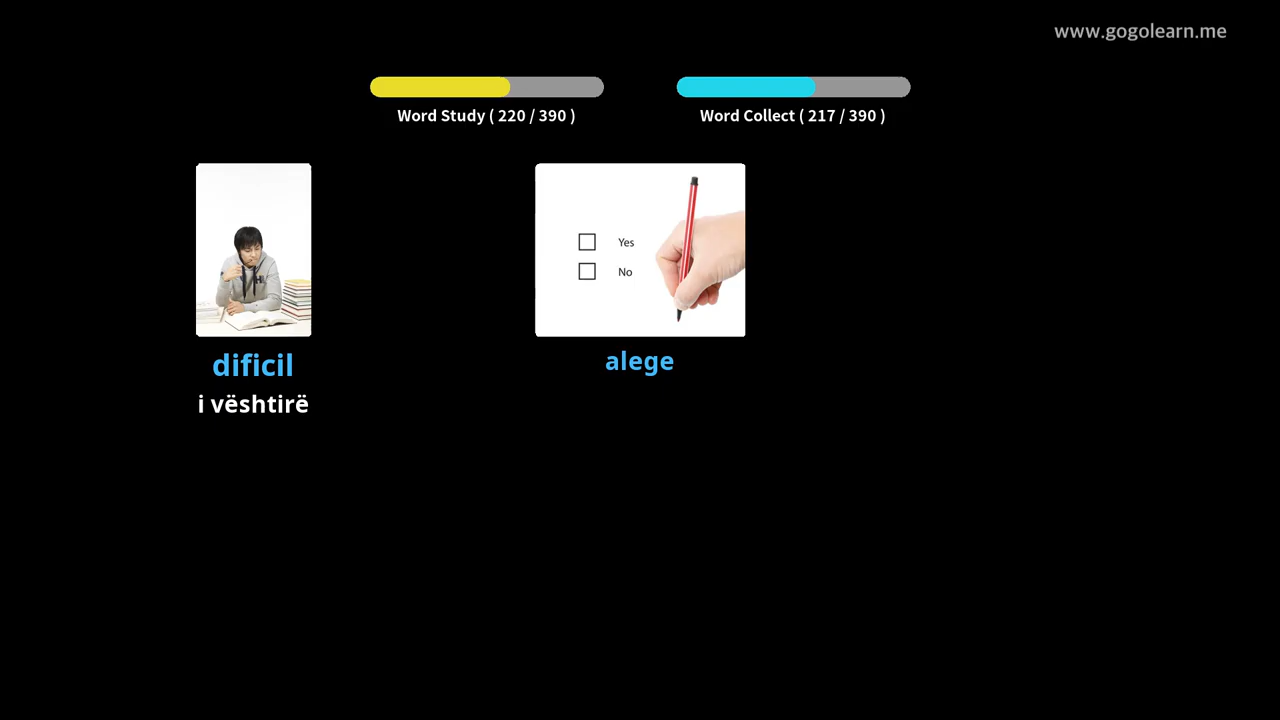 www.gogolearn.me
Word Study ( 220 / 390 )
Word Collect ( 217 / 390 )
Yes
No
dificil
i vështirë
alege